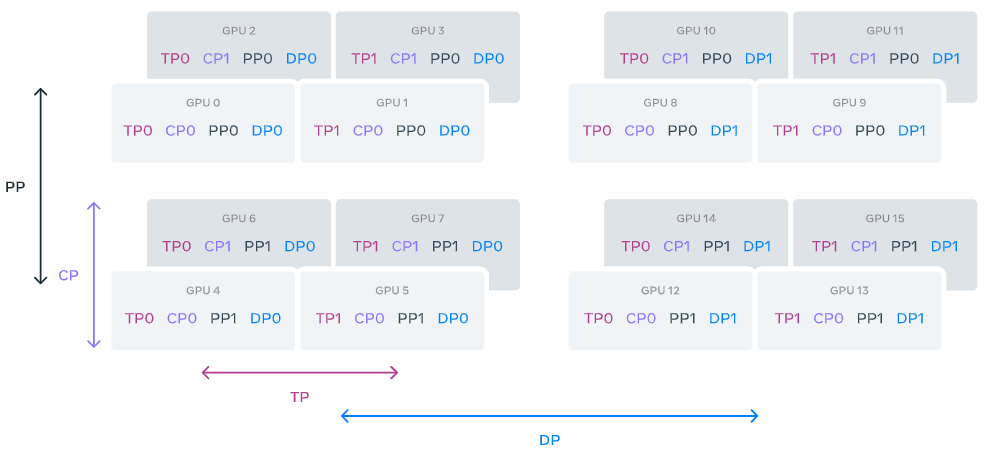 GPU 2 GPU 3 GPU 10 GPU 11
TP0 CP1 PP0 DP0 TP1 CP1 PP0 DP0 TP0 CP1 PP0 DP1 TP1 CP1 PP0 DP1
GPU 0 GPU 1 GPU 8 GPU 9
TP0 CP0 PP0 DP0 TP1 CP0 PP0 DP0 TP0 CP0 PP0 DP1 TP1 CP0 PP0 DP1
PP
GPU 6 GPU 7 GPU 14 GPU 15
TP0 CP1 PP1 DP0 TP1 CP1 PP1 DP0 TP0 CP1 PP1 DP1 TP1 CP1 PP1 DP1
CP
GPU 4 GPU 5 GPU 12 GPU 13
TP0 CP0 PP1 DP0 TP1 CP0 PP1 DP0 TP0 CP0 PP1 DP1 TP1 CP0 PP1 DP1
TP
DP